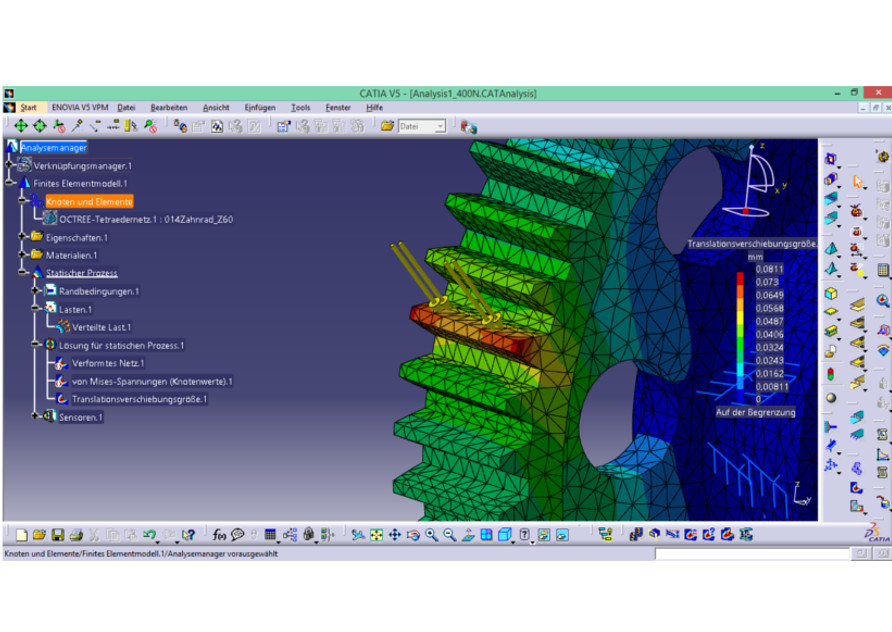 CATIA V5 - [Analysis1_400N.CATAnalysis]
Start ENOVIA V5 VPM Datei Bearbeiten Ansicht Einfügen Tools Fenster Hilfe
Datei
Analysemanager
Verknüpfungsmanager.1
Finites Elementmodell.1
Knoten und Elemente
OCTREE-Tetraedernetz.1 : 014Zahnrad_Z60
Eigenschaften.1
Materialien.1
Statischer Prozess
Randbedingungen.1
Lasten.1
Verteilte Last.1
Lösung für statischen Prozess.1
Verformtes Netz.1
von Mises-Spannungen (Knotenwerte).1
Translationsverschiebungsgröße.1
Sensoren.1
z
x
y
Translationsverschiebungsgröße.
mm
0,0811
0,073
0,0649
0,0568
0,0487
0,0406
0,0324
0,0243
0,0162
0,00811
0
Auf der Begrenzung
z
y
f(x)
CATIA
Knoten und Elemente/Finites Elementmodell.1/Analysemanager vorausgewählt